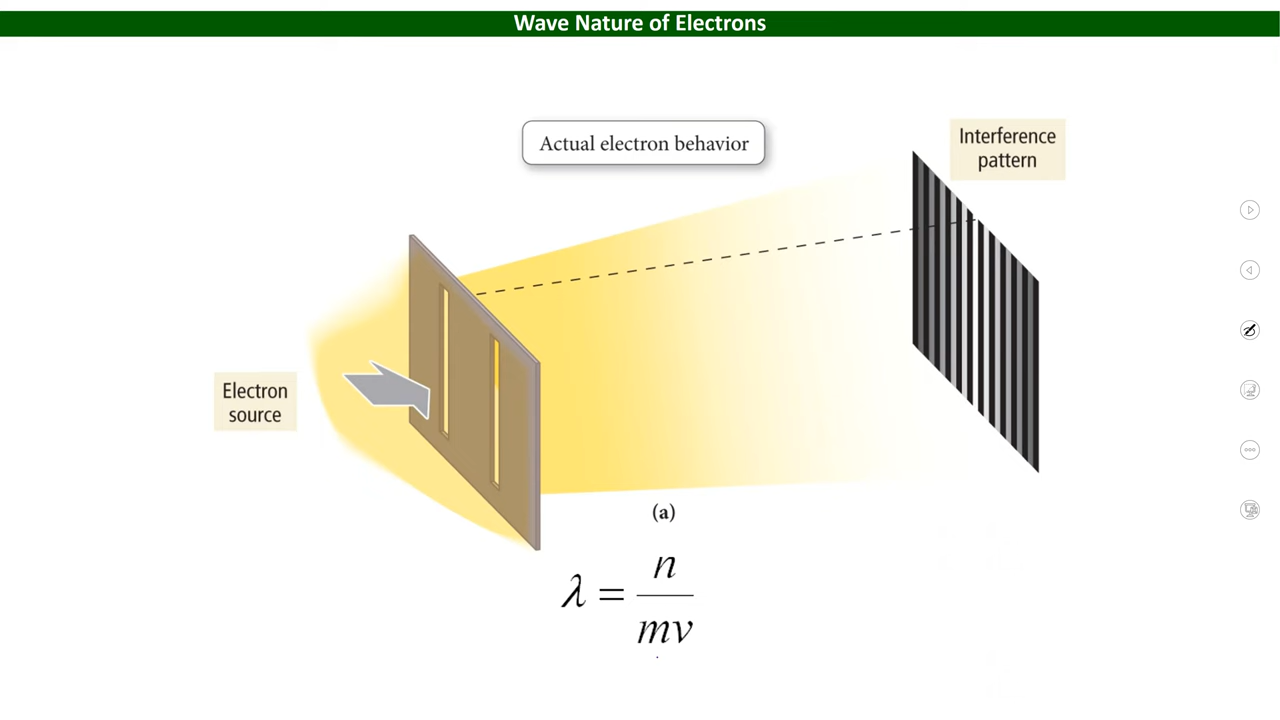 Wave Nature of Electrons
Actual electron behavior
Interference
pattern
Electron
source
(a)
λ = n / mv